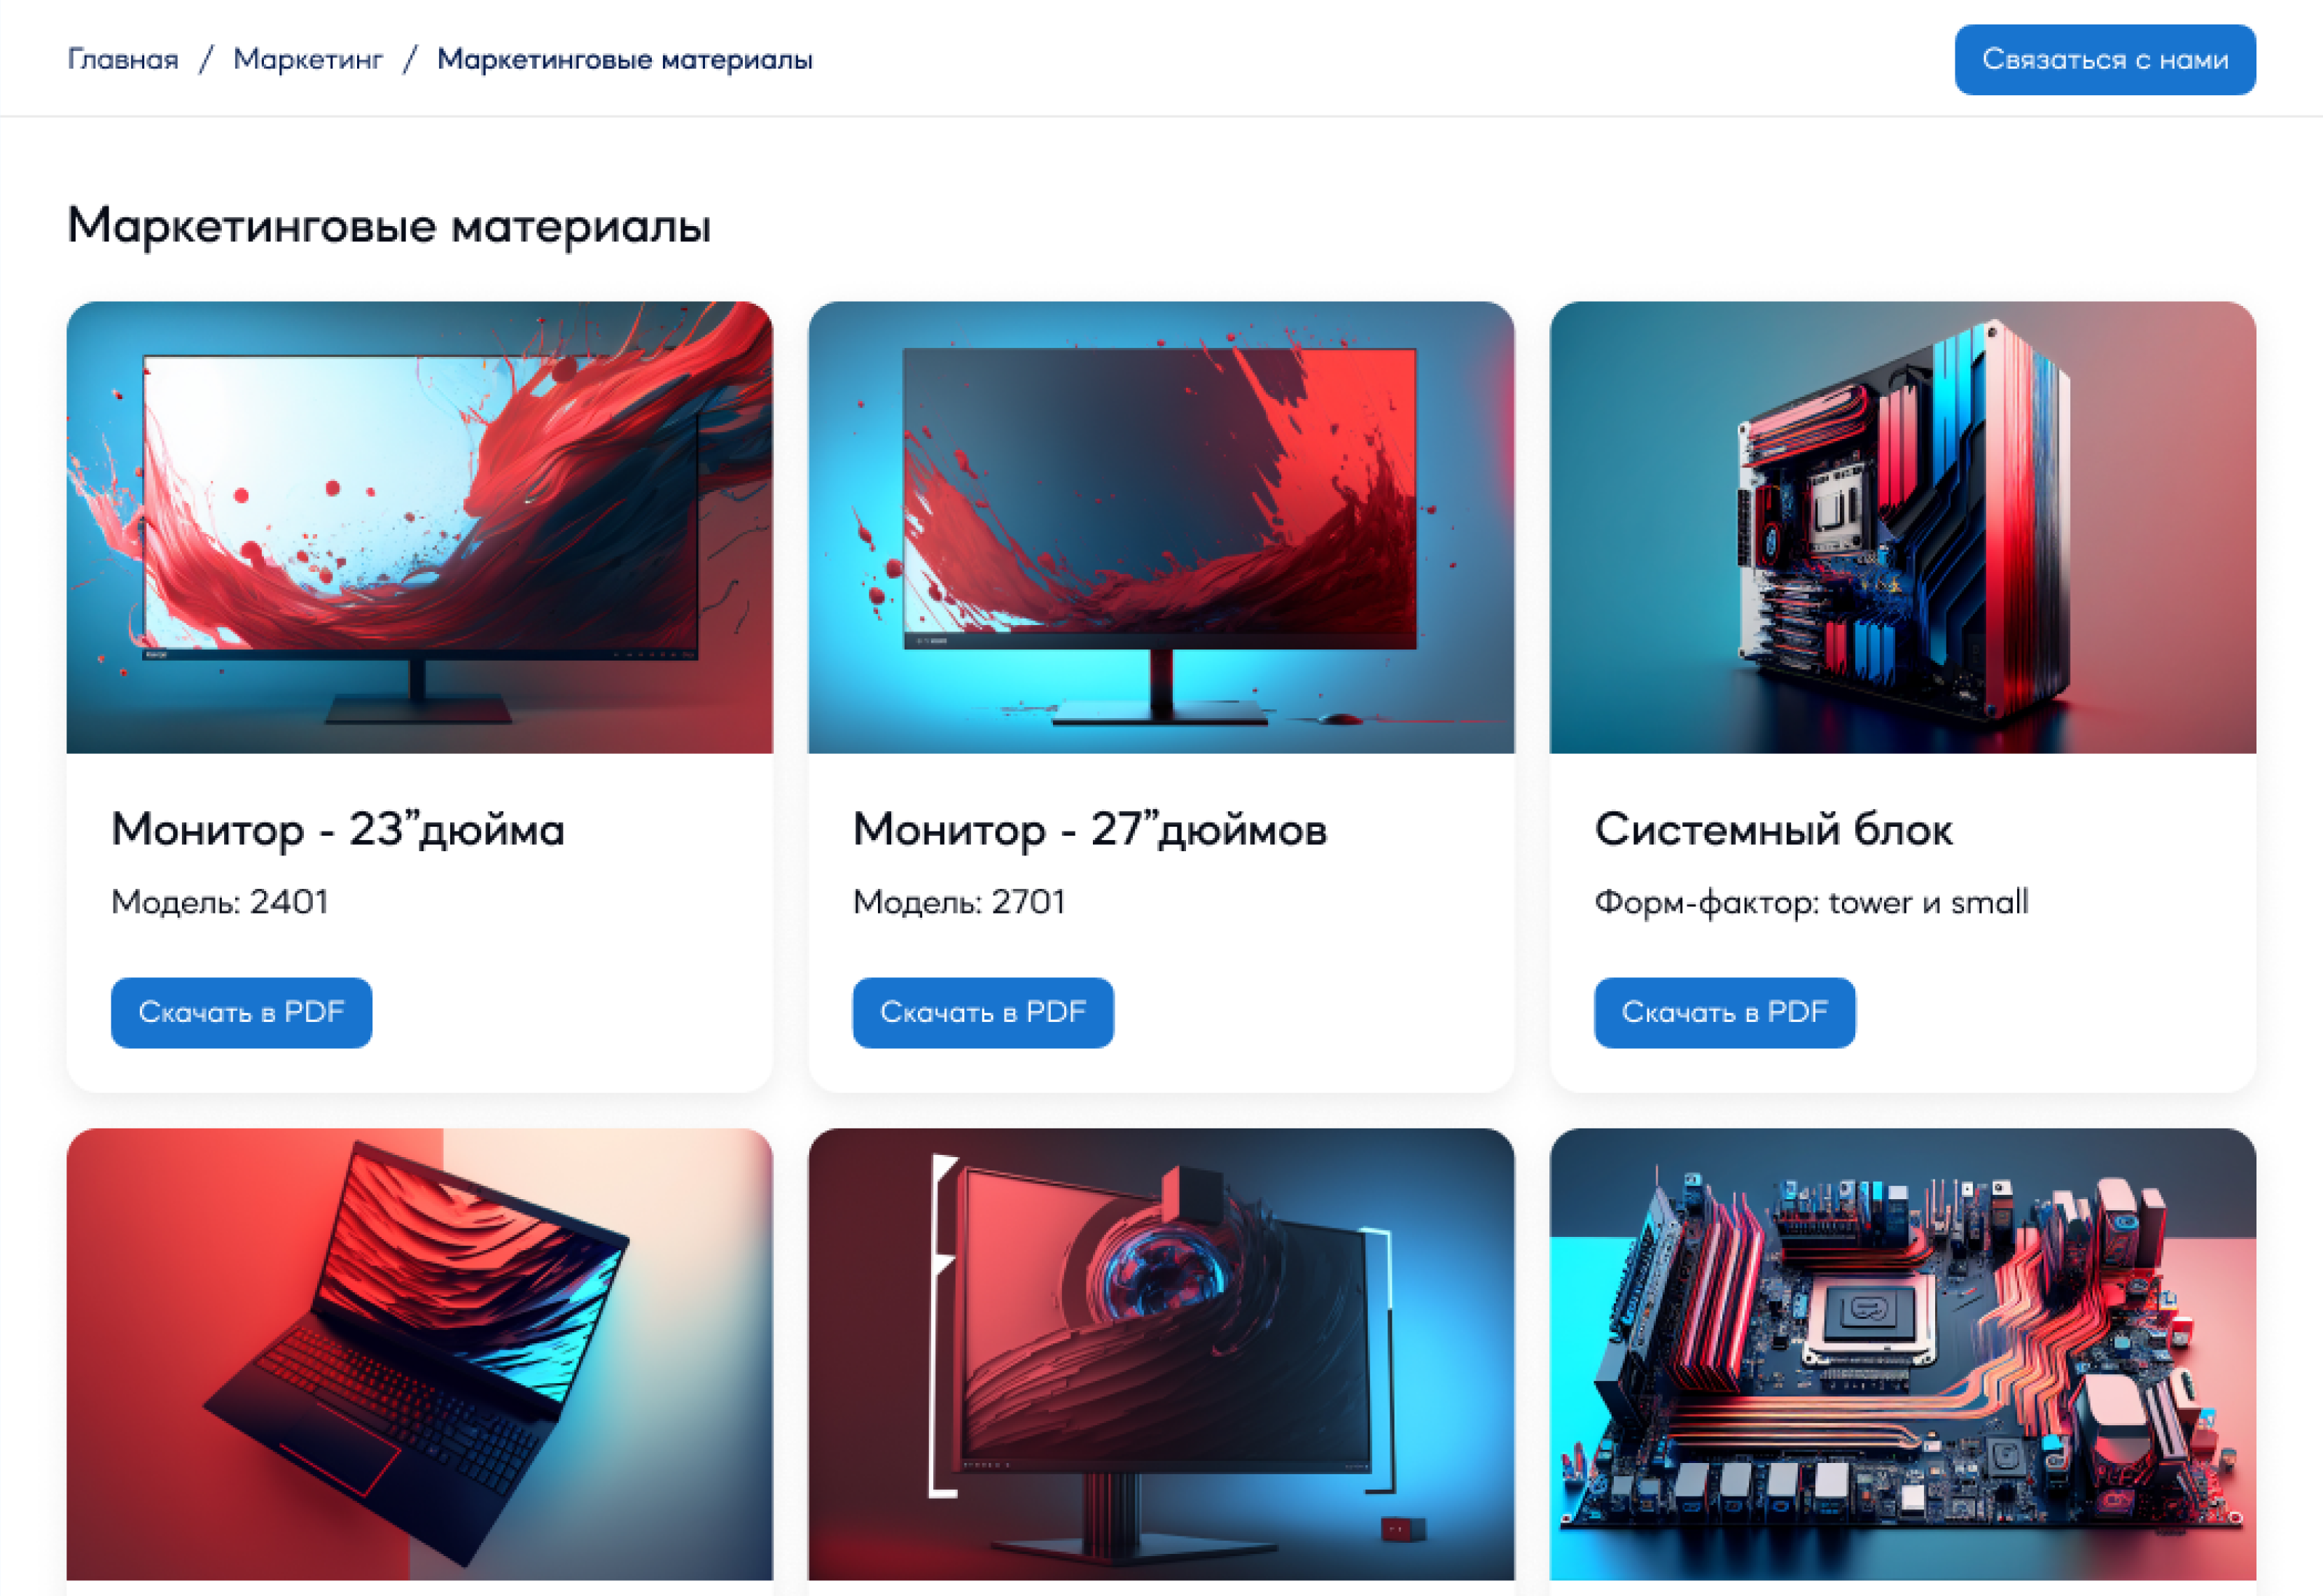 Главная / Маркетинг / Маркетинговые материалы
Связаться с нами
Маркетинговые материалы
Монитор - 23”дюйма
Модель: 2401
Скачать в PDF
Монитор - 27”дюймов
Модель: 2701
Скачать в PDF
Системный блок
Форм-фактор: tower и small
Скачать в PDF